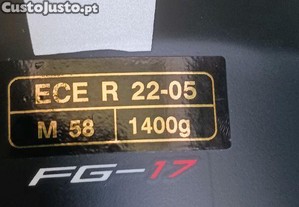 Custojusto.pt
ECE R 22-05
M 58 1400g
FG-17